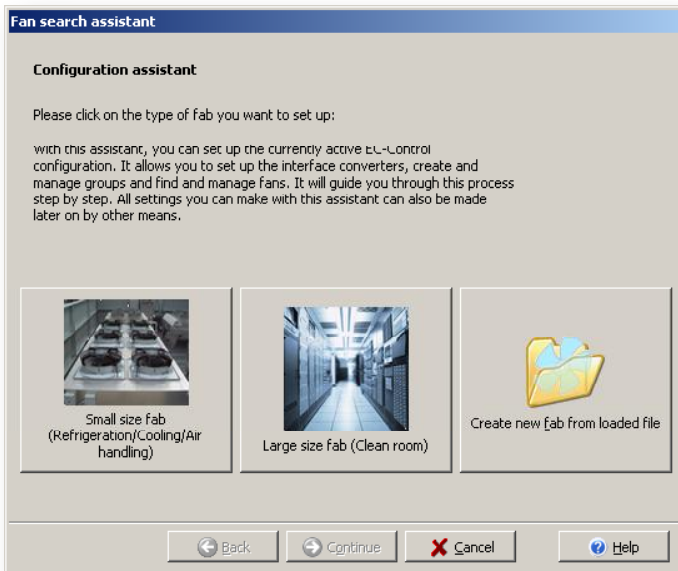 Fan search assistant
Configuration assistant
Please click on the type of fab you want to set up:
With this assistant, you can set up the currently active EC-Control
configuration. It allows you to set up the interface converters, create and
manage groups and find and manage fans. It will guide you through this process
step by step. All settings you can make with this assistant can also be made
later on by other means.
Small size fab
(Refrigeration/Cooling/Air
handling)
Large size fab (Clean room)
Create new fab from loaded file
Back
Continue
Cancel
Help